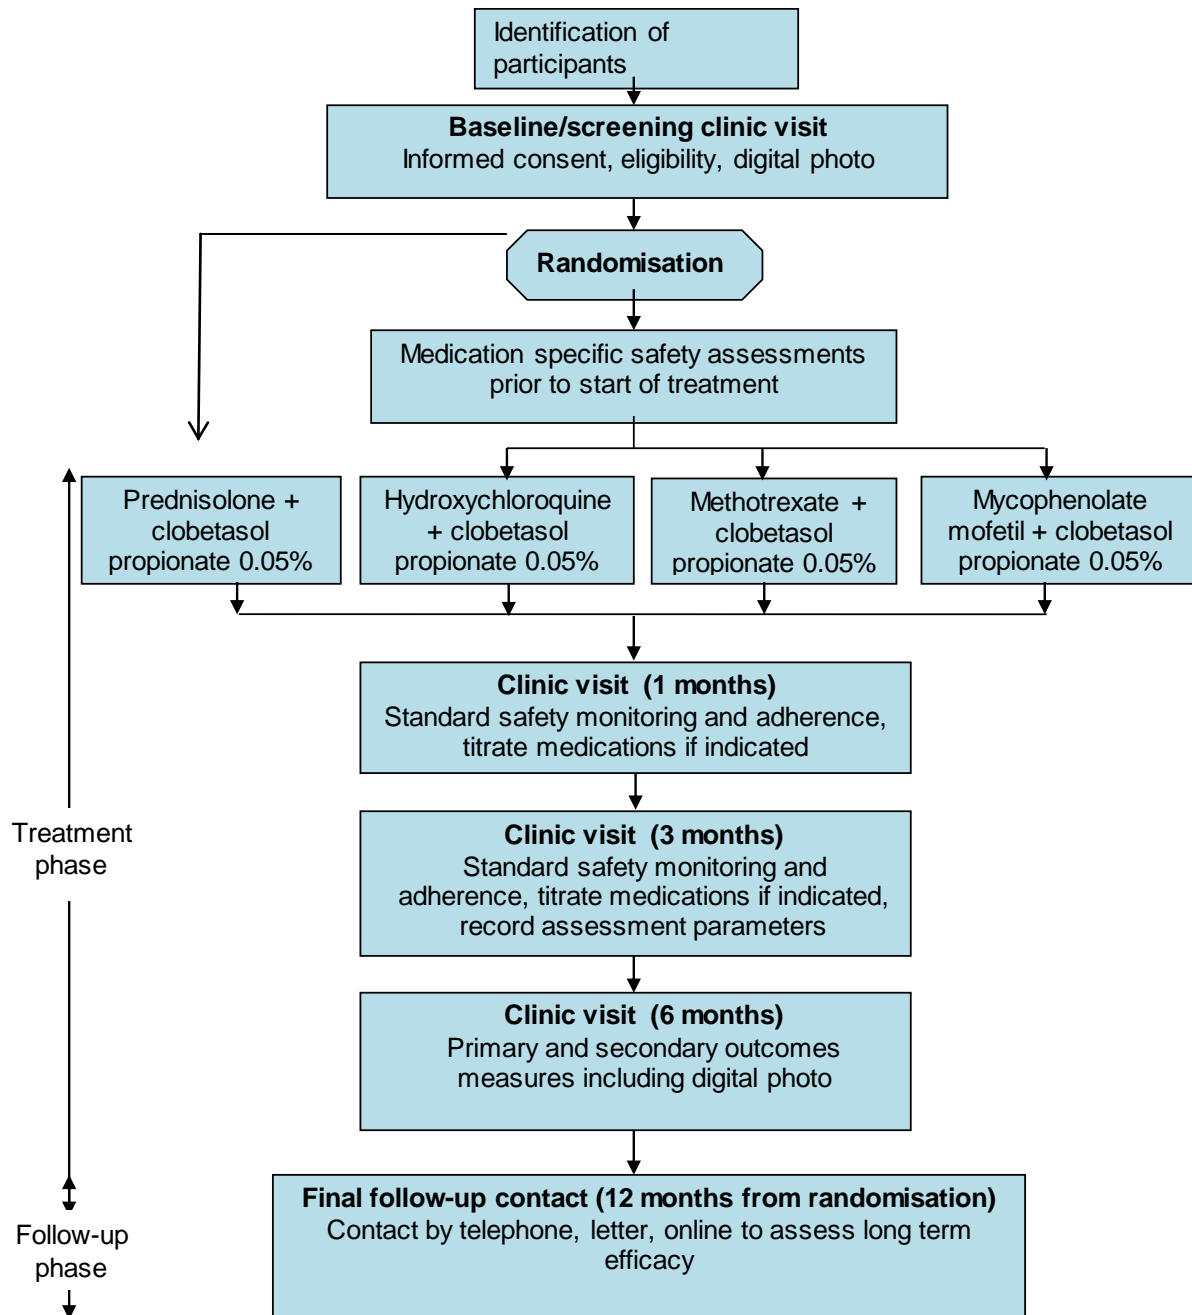 Identification of
participants
Baseline/screening clinic visit
Informed consent, eligibility, digital photo
Randomisation
Medication specific safety assessments
prior to start of treatment
Prednisolone +
clobetasol
propionate 0.05%
Hydroxychloroquine
+ clobetasol
propionate 0.05%
Methotrexate +
clobetasol
propionate 0.05%
Mycophenolate
mofetil + clobetasol
propionate 0.05%
Clinic visit (1 months)
Standard safety monitoring and adherence,
titrate medications if indicated
Treatment
phase
Clinic visit (3 months)
Standard safety monitoring and
adherence, titrate medications if indicated,
record assessment parameters
Clinic visit (6 months)
Primary and secondary outcomes
measures including digital photo
Follow-up
phase
Final follow-up contact (12 months from randomisation)
Contact by telephone, letter, online to assess long term
efficacy